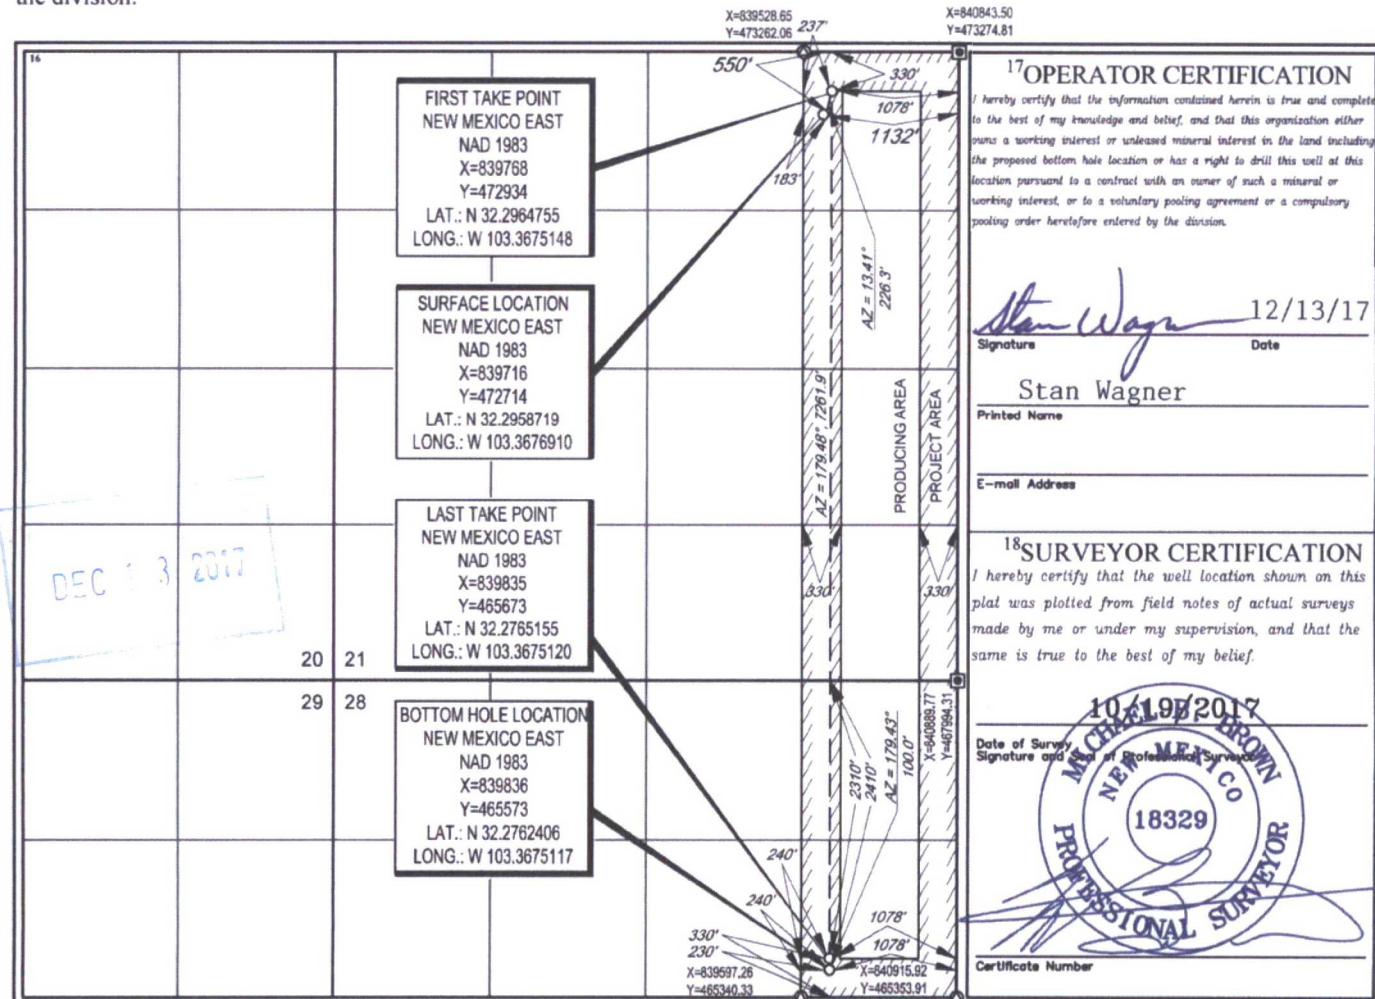 the division.
X=839528.65
Y=473262.06
X=840843.50
Y=473274.81
16
237'
550'
330'
1078'
1132'
183'
FIRST TAKE POINT
NEW MEXICO EAST
NAD 1983
X=839768
Y=472934
LAT.: N 32.2964755
LONG.: W 103.3675148
SURFACE LOCATION
NEW MEXICO EAST
NAD 1983
X=839716
Y=472714
LAT.: N 32.2958719
LONG.: W 103.3676910
AZ = 13.41°
226.3'
AZ = 179.48°, 7261.9'
PRODUCING AREA
PROJECT AREA
330'
330'
LAST TAKE POINT
NEW MEXICO EAST
NAD 1983
X=839835
Y=465673
LAT.: N 32.2765155
LONG.: W 103.3675120
DEC 13 2017
20 21
29 28
BOTTOM HOLE LOCATION
NEW MEXICO EAST
NAD 1983
X=839836
Y=465573
LAT.: N 32.2762406
LONG.: W 103.3675117
2310'
2410'
AZ = 179.43°
100.0'
X=840889.77
Y=467994.31
240'
240'
1078'
1078'
330'
230'
X=839597.26
Y=465340.33
X=840915.92
Y=465353.91
17 OPERATOR CERTIFICATION
I hereby certify that the information contained herein is true and complete
to the best of my knowledge and belief, and that this organization either
owns a working interest or unleased mineral interest in the land including
the proposed bottom hole location or has a right to drill this well at this
location pursuant to a contract with an owner of such a mineral or
working interest, or to a voluntary pooling agreement or a compulsory
pooling order heretofore entered by the division.
Stan Wagner 12/13/17
Signature Date
Stan Wagner
Printed Name
E-mail Address
18 SURVEYOR CERTIFICATION
I hereby certify that the well location shown on this
plat was plotted from field notes of actual surveys
made by me or under my supervision, and that the
same is true to the best of my belief.
10/19/2017
Date of Survey
Signature and Seal of Professional Surveyor
MICHAEL B. BROWN
NEW MEXICO
18329
PROFESSIONAL SURVEYOR
Certificate Number